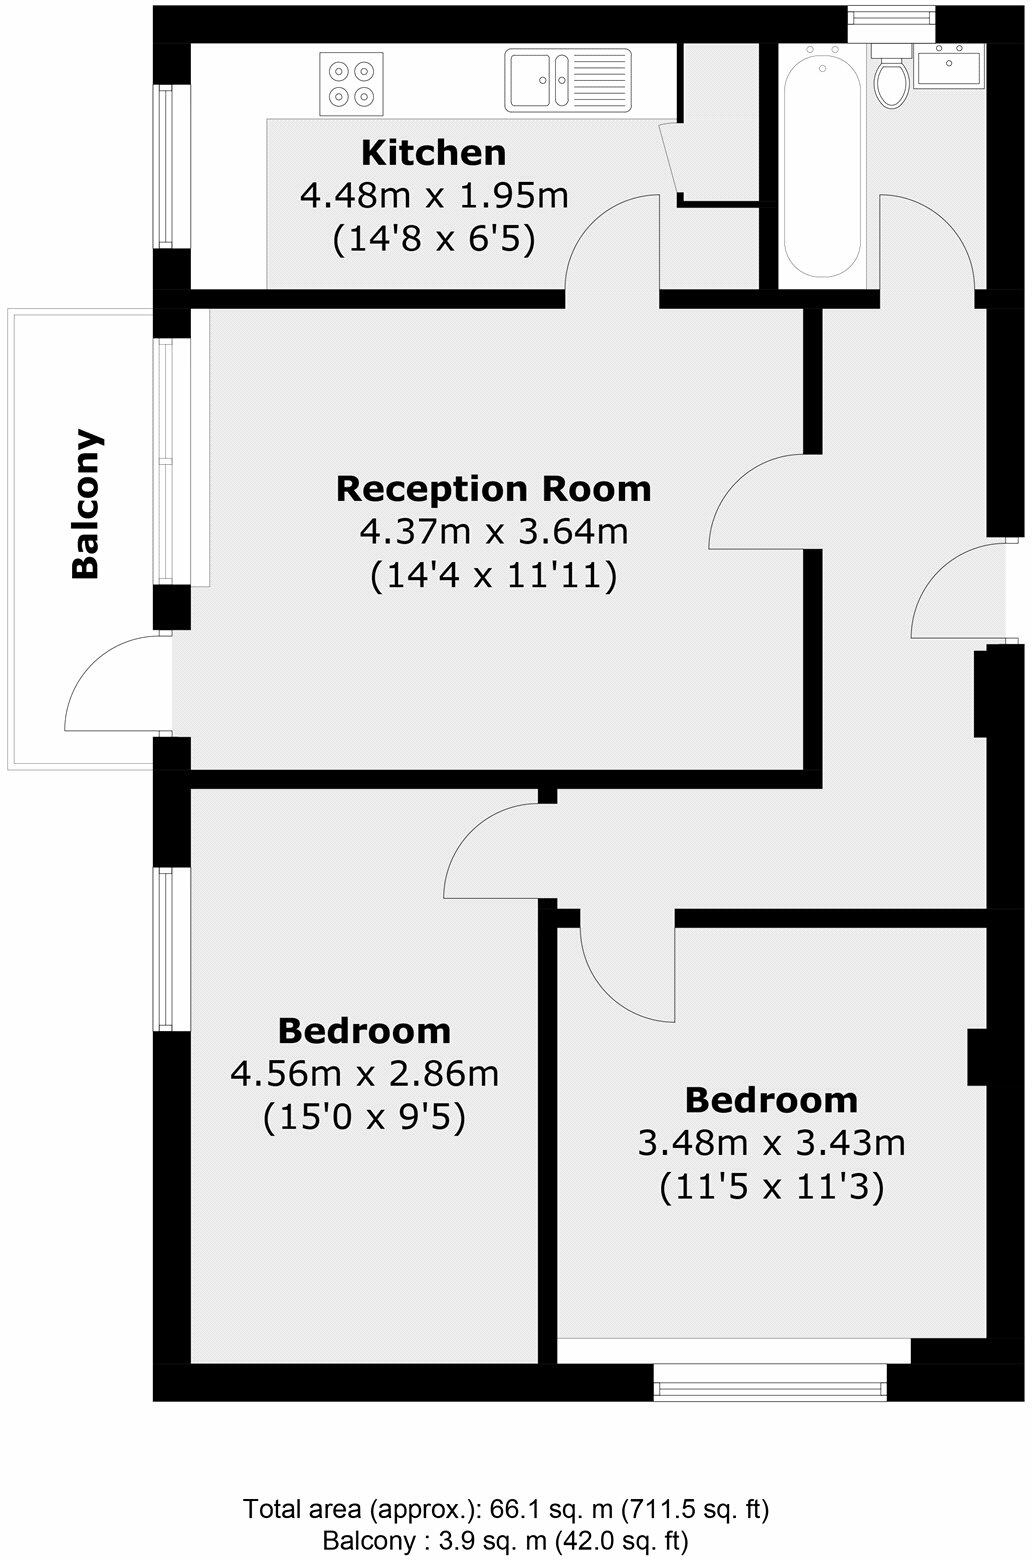 Kitchen
4.48m x 1.95m
(14'8 x 6'5)
Balcony
Reception Room
4.37m x 3.64m
(14'4 x 11'11)
Bedroom
4.56m x 2.86m
(15'0 x 9'5)
Bedroom
3.48m x 3.43m
(11'5 x 11'3)
Total area (approx.): 66.1 sq. m (711.5 sq. ft)
Balcony : 3.9 sq. m (42.0 sq. ft)